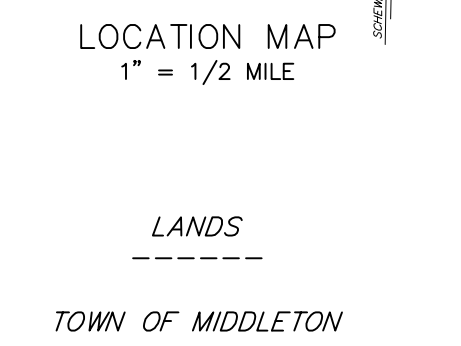 LOCATION MAP
1” = 1/2 MILE
LANDS
TOWN OF MIDDLETON